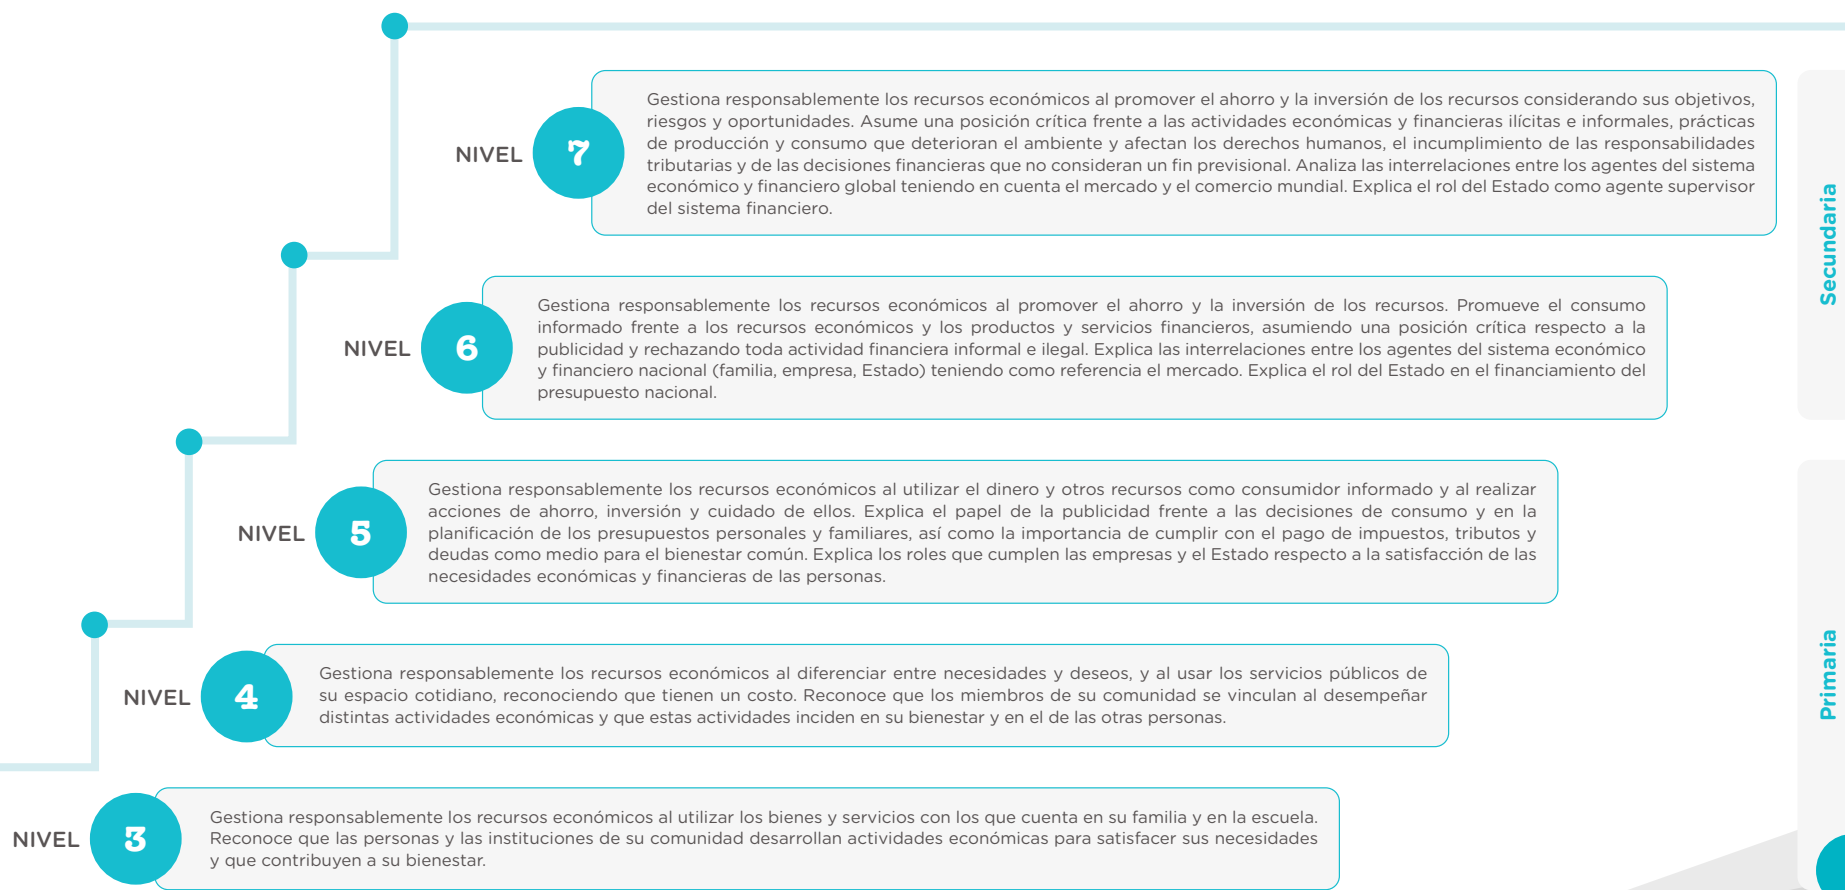 NIVEL
7
Gestiona responsablemente los recursos económicos al promover el ahorro y la inversión de los recursos considerando sus objetivos,
riesgos y oportunidades. Asume una posición crítica frente a las actividades económicas y financieras ilícitas e informales, prácticas
de producción y consumo que deterioran el ambiente y afectan los derechos humanos, el incumplimiento de las responsabilidades
tributarias y de las decisiones financieras que no consideran un fin previsional. Analiza las interrelaciones entre los agentes del sistema
económico y financiero global teniendo en cuenta el mercado y el comercio mundial. Explica el rol del Estado como agente supervisor
del sistema financiero.
Secundaria
NIVEL
6
Gestiona responsablemente los recursos económicos al promover el ahorro y la inversión de los recursos. Promueve el consumo
informado frente a los recursos económicos y los productos y servicios financieros, asumiendo una posición crítica respecto a la
publicidad y rechazando toda actividad financiera informal e ilegal. Explica las interrelaciones entre los agentes del sistema económico
y financiero nacional (familia, empresa, Estado) teniendo como referencia el mercado. Explica el rol del Estado en el financiamiento del
presupuesto nacional.
NIVEL
5
Gestiona responsablemente los recursos económicos al utilizar el dinero y otros recursos como consumidor informado y al realizar
acciones de ahorro, inversión y cuidado de ellos. Explica el papel de la publicidad frente a las decisiones de consumo y en la
planificación de los presupuestos personales y familiares, así como la importancia de cumplir con el pago de impuestos, tributos y
deudas como medio para el bienestar común. Explica los roles que cumplen las empresas y el Estado respecto a la satisfacción de las
necesidades económicas y financieras de las personas.
Primaria
NIVEL
4
Gestiona responsablemente los recursos económicos al diferenciar entre necesidades y deseos, y al usar los servicios públicos de
su espacio cotidiano, reconociendo que tienen un costo. Reconoce que los miembros de su comunidad se vinculan al desempeñar
distintas actividades económicas y que estas actividades inciden en su bienestar y en el de las otras personas.
NIVEL
3
Gestiona responsablemente los recursos económicos al utilizar los bienes y servicios con los que cuenta en su familia y en la escuela.
Reconoce que las personas y las instituciones de su comunidad desarrollan actividades económicas para satisfacer sus necesidades
y que contribuyen a su bienestar.